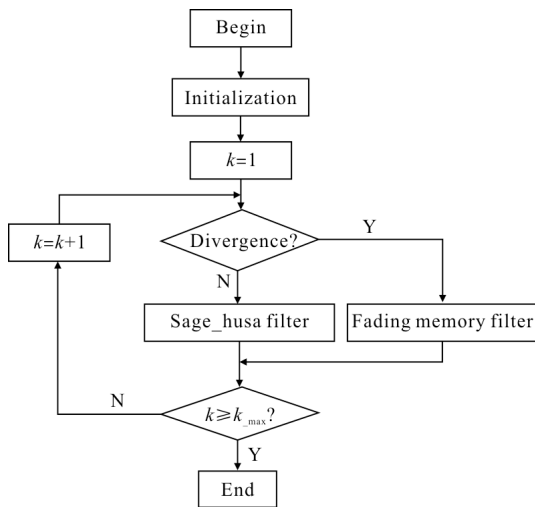 Begin
Initialization
k=1
k=k+1
Divergence?
Y
N
Sage_husa filter
Fading memory filter
N
k⩾k_max?
Y
End